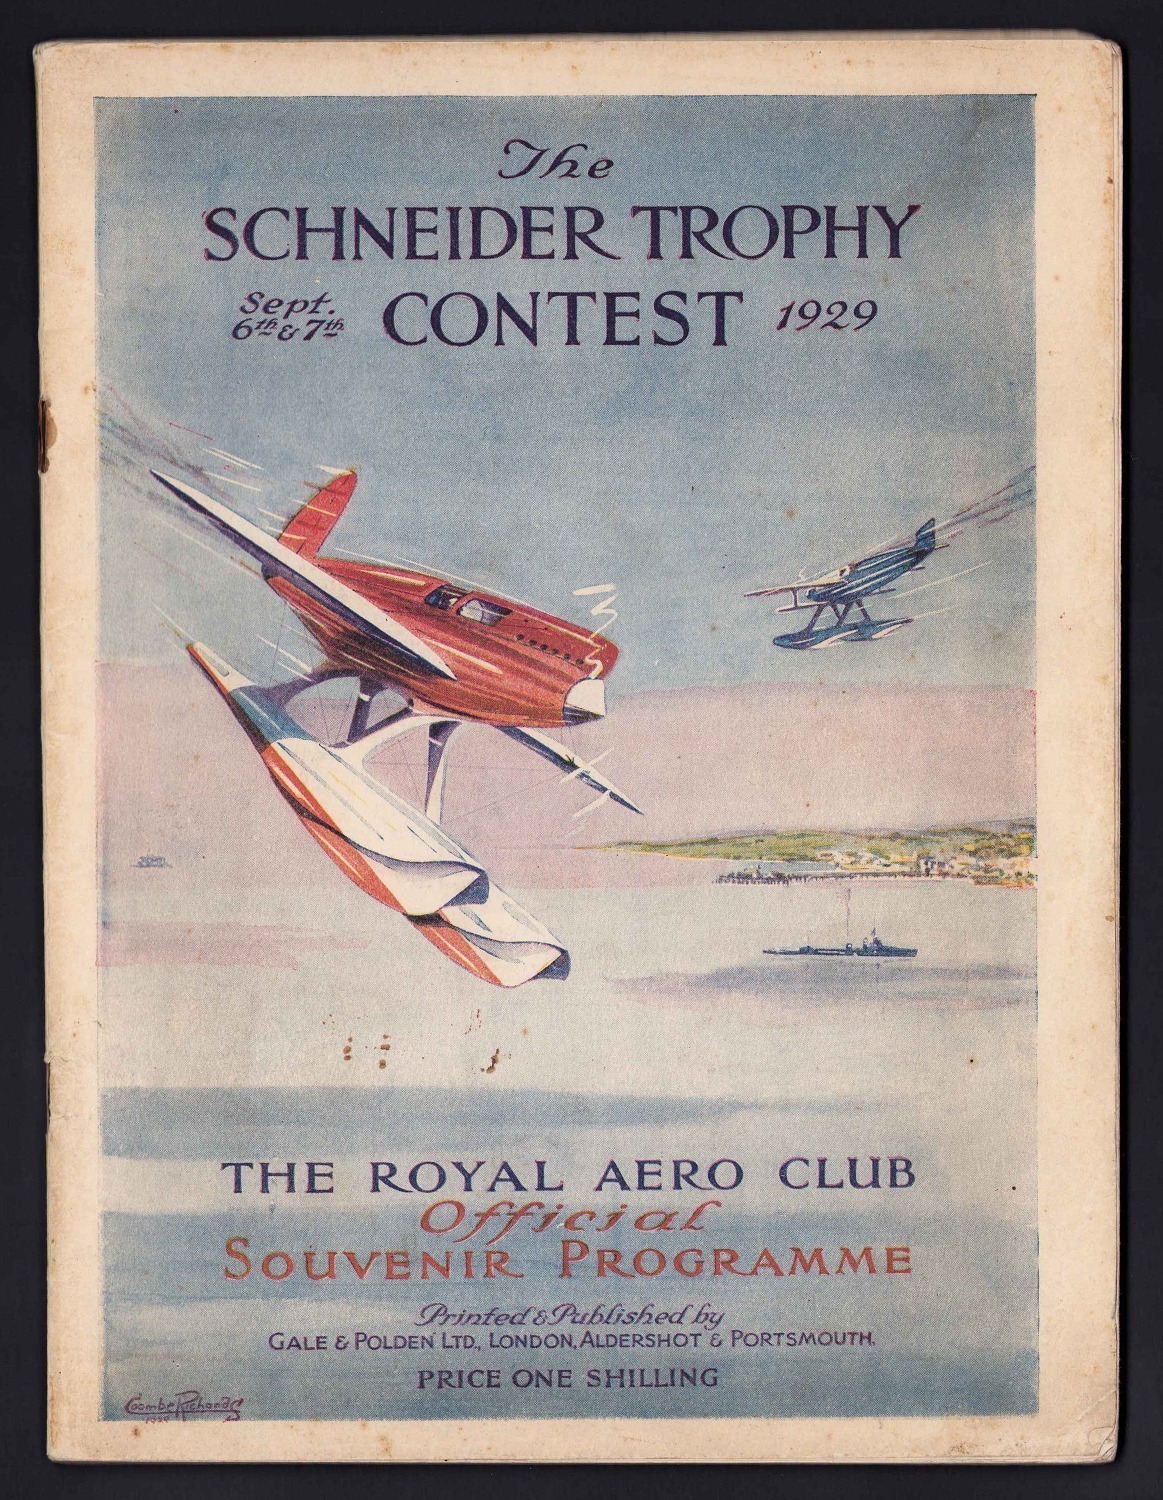 The
SCHNEIDER TROPHY
Sept.
6th & 7th CONTEST 1929
THE ROYAL AERO CLUB
Official
SOUVENIR PROGRAMME
Printed & Published by
GALE & POLDEN LTD., LONDON, ALDERSHOT & PORTSMOUTH.
PRICE ONE SHILLING
Coombe Richards
1929